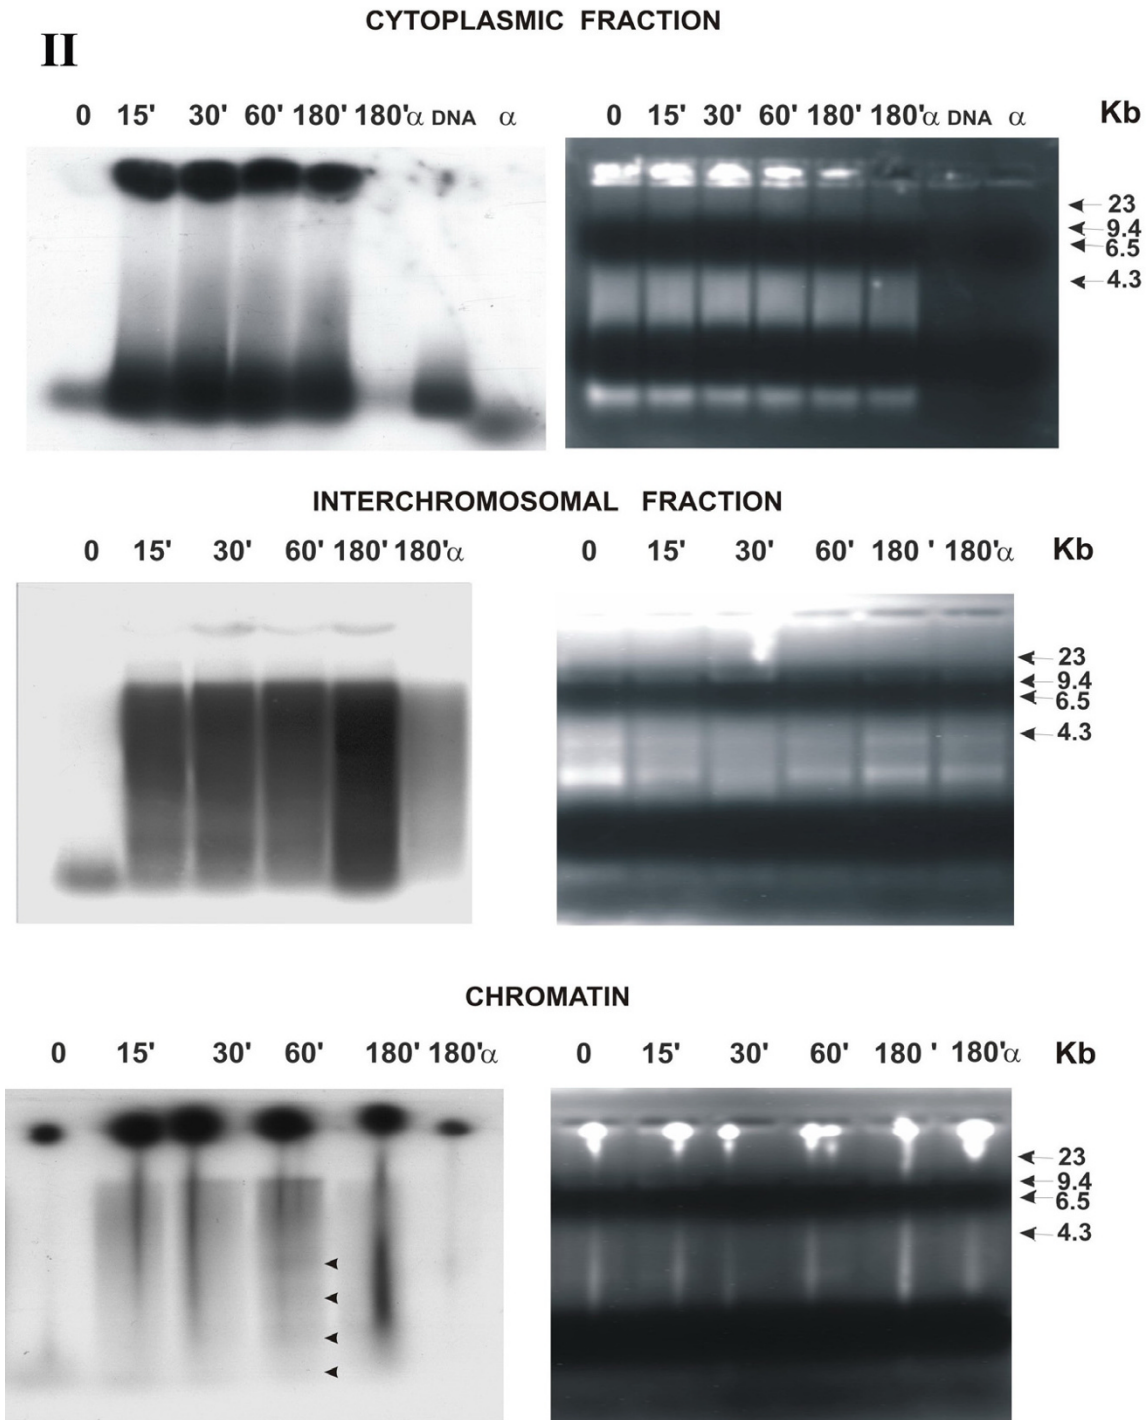 CYTOPLASMIC FRACTION
II
0 15' 30' 60' 180' 180'α DNA α
0 15' 30' 60' 180' 180'α DNA α Kb
23
9.4
6.5
4.3
INTERCHROMOSOMAL FRACTION
0 15' 30' 60' 180' 180'α
0 15' 30' 60' 180 ' 180'α Kb
23
9.4
6.5
4.3
CHROMATIN
0 15' 30' 60' 180' 180'α
0 15' 30' 60' 180 ' 180'α Kb
23
9.4
6.5
4.3